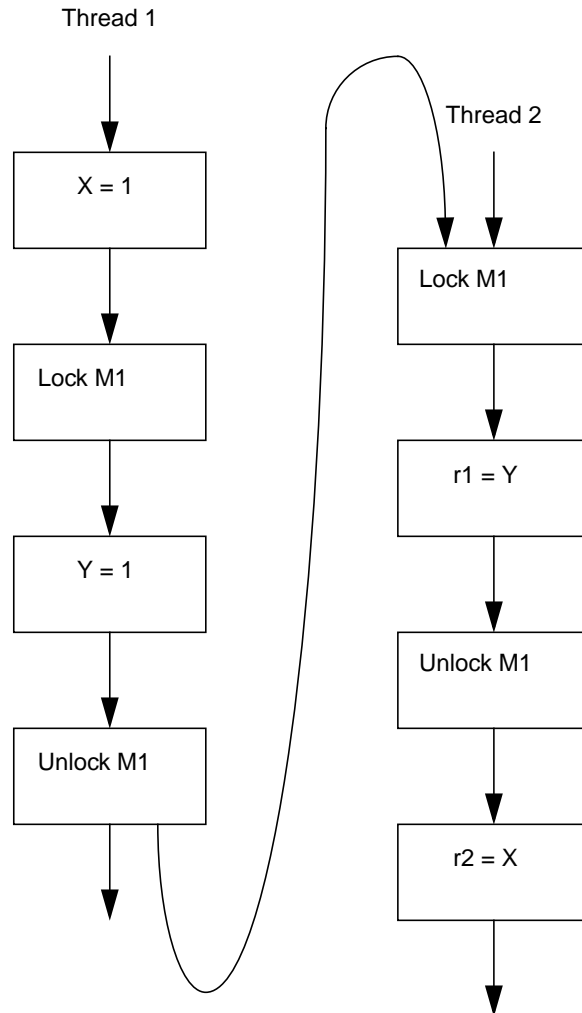 Thread 1
X = 1
Lock M1
Y = 1
Unlock M1
Thread 2
Lock M1
r1 = Y
Unlock M1
r2 = X